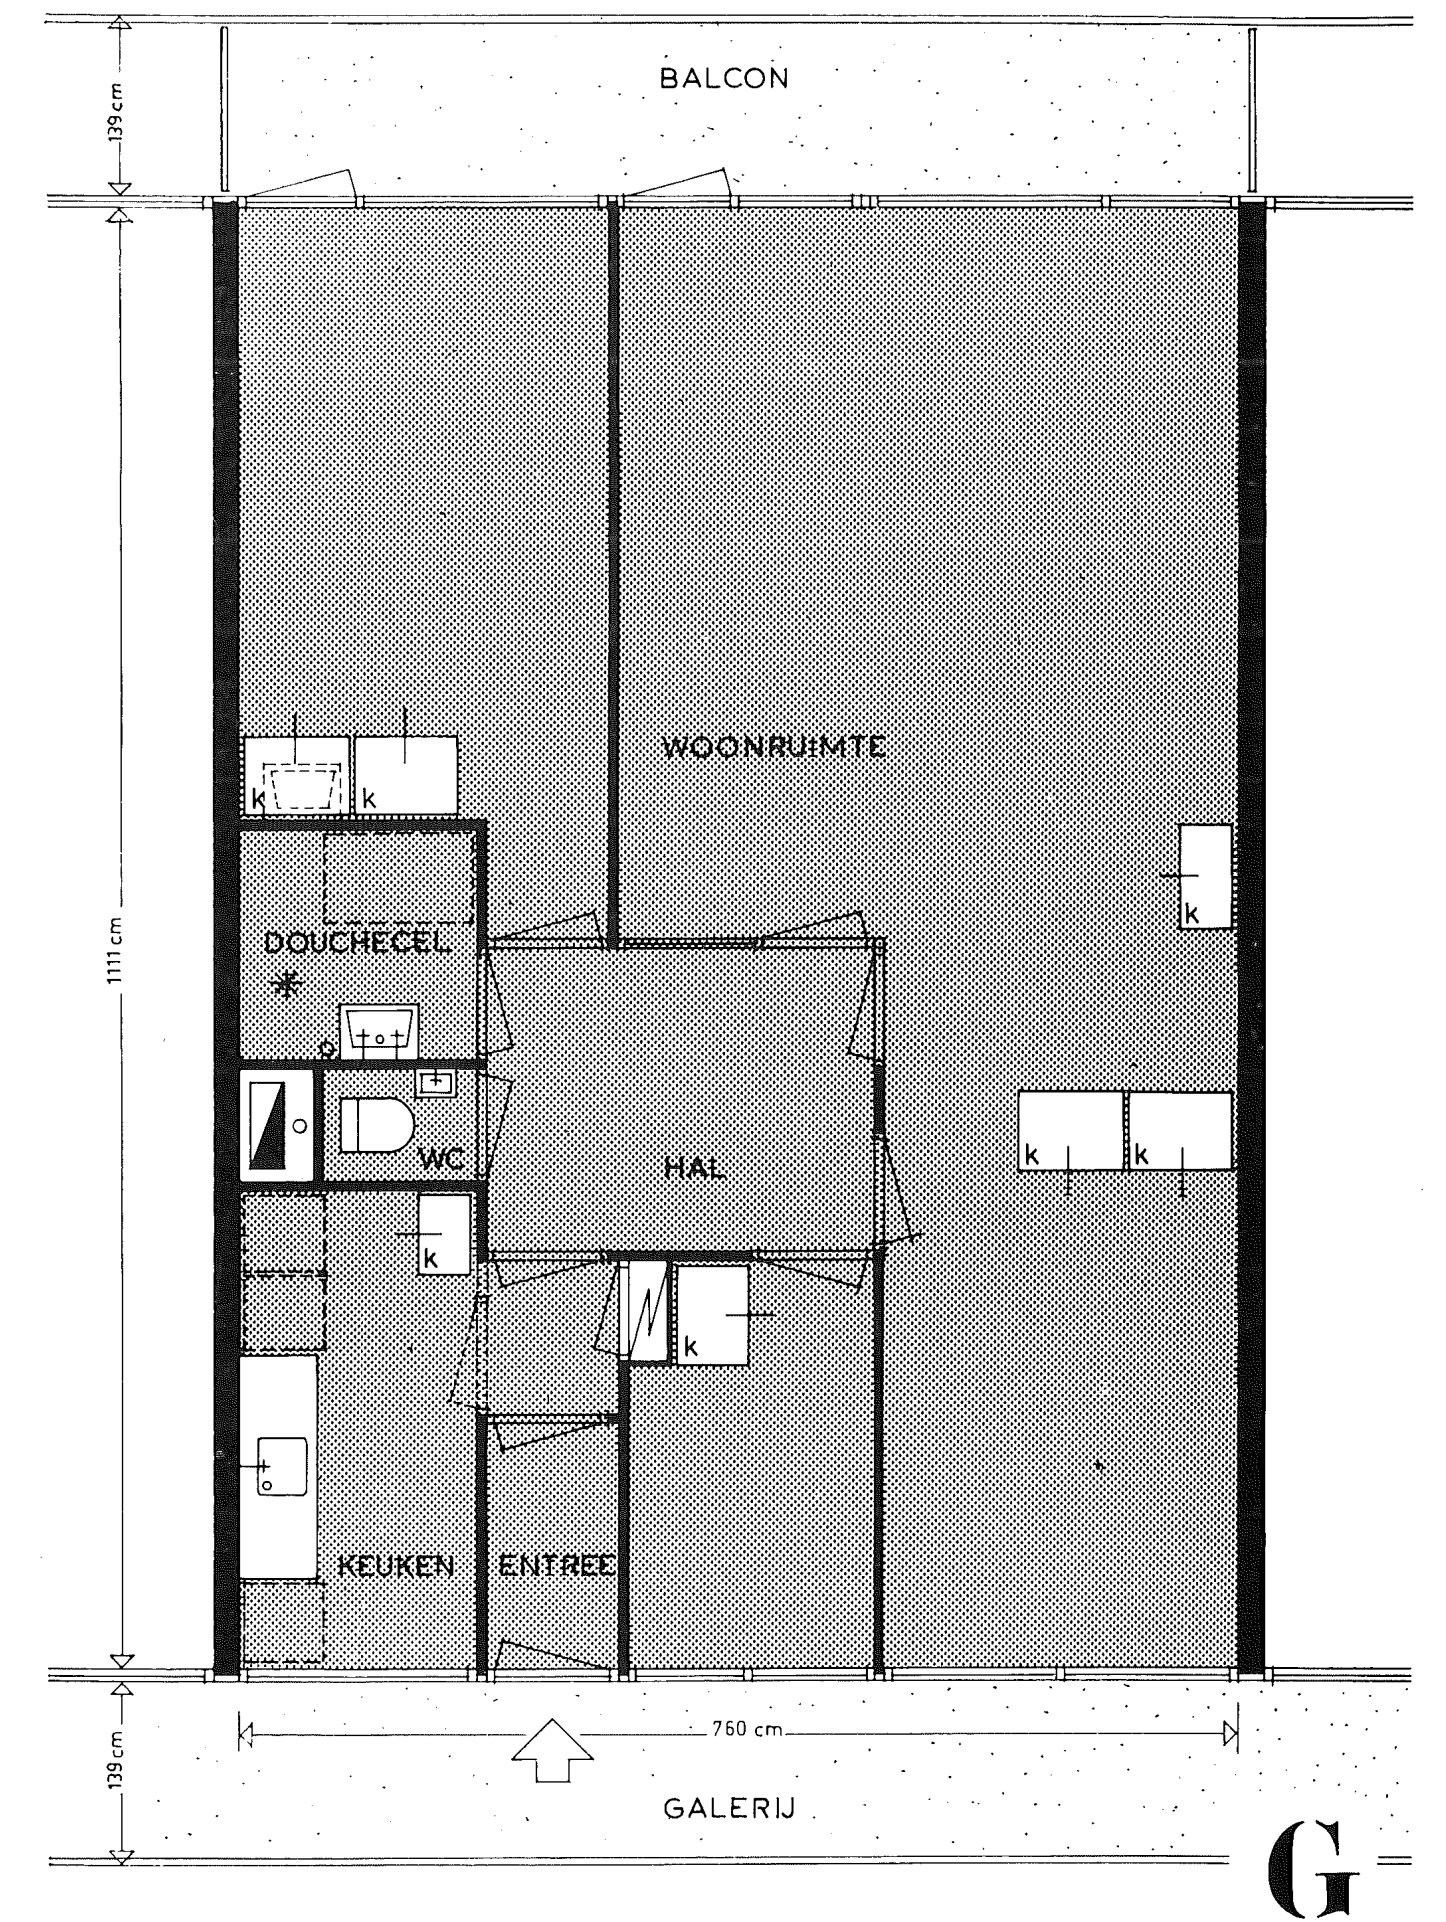 BALCON
139 cm
WOONRUIMTE
k
k
k
1111 cm
DOUCHECEL
WC
HAL
k
k
k
k
KEUKEN
ENTREE
760 cm
139 cm
GALERIJ
G